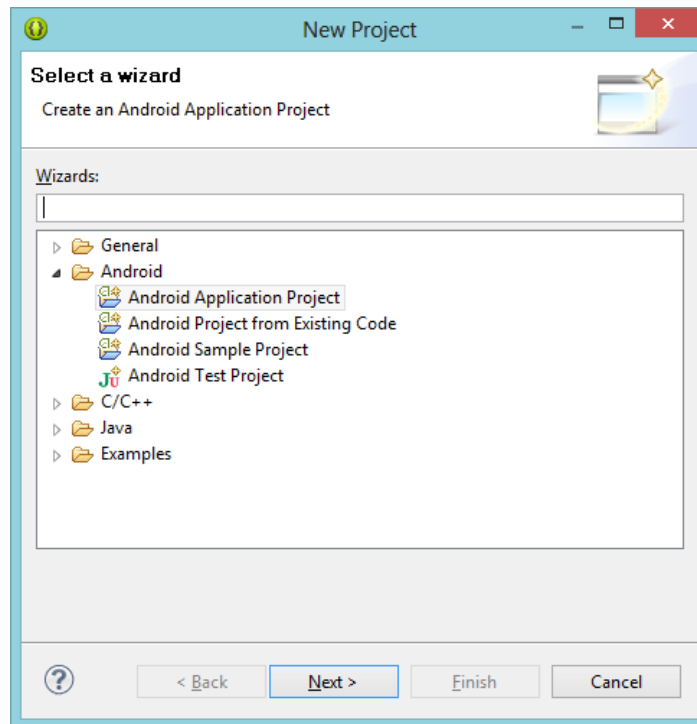 New Project
Select a wizard
Create an Android Application Project
Wizards:
General
Android
Android Application Project
Android Project from Existing Code
Android Sample Project
Android Test Project
C/C++
Java
Examples
? < Back Next > Finish Cancel